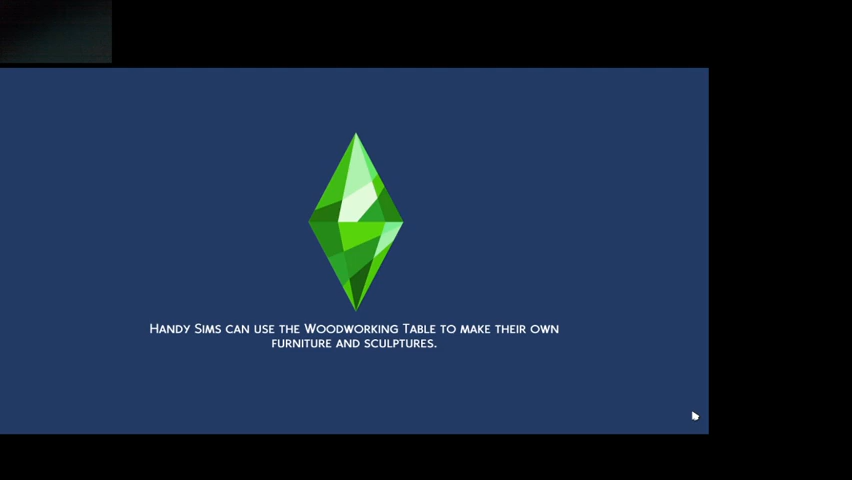 Handy Sims can use the Woodworking Table to make their own
furniture and sculptures.